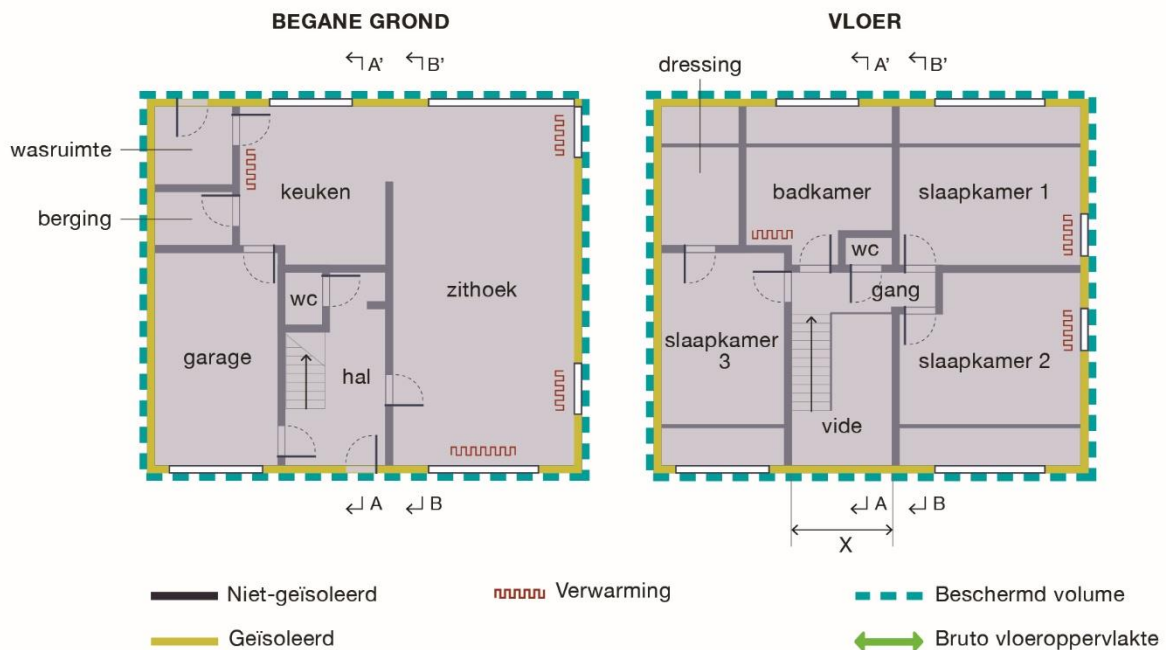 BEGANE GROND
A'
B'
wasruimte
berging
keuken
wc
zithoek
garage
hal
A
B
VLOER
A'
B'
dressing
badkamer
slaapkamer 1
wc
gang
slaapkamer
3
slaapkamer 2
vide
A
B
X
Niet-geïsoleerd
Verwarming
Beschermd volume
Geïsoleerd
Bruto vloeroppervlakte